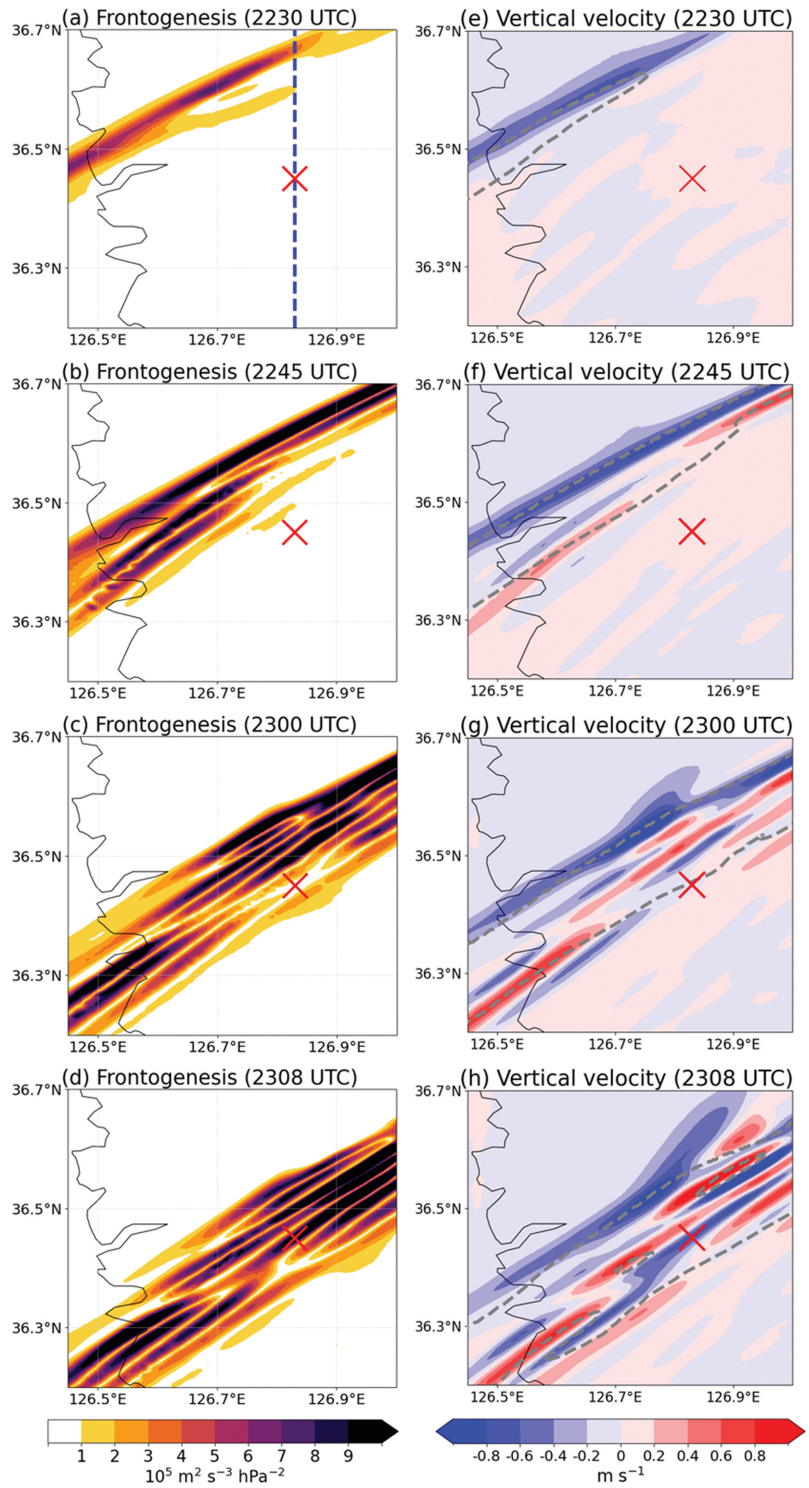 (a) Frontogenesis (2230 UTC)
36.7°N
36.5°N
36.3°N
126.5°E 126.7°E 126.9°E
(e) Vertical velocity (2230 UTC)
36.7°N
36.5°N
36.3°N
126.5°E 126.7°E 126.9°E
(b) Frontogenesis (2245 UTC)
36.7°N
36.5°N
36.3°N
126.5°E 126.7°E 126.9°E
(f) Vertical velocity (2245 UTC)
36.7°N
36.5°N
36.3°N
126.5°E 126.7°E 126.9°E
(c) Frontogenesis (2300 UTC)
36.7°N
36.5°N
36.3°N
126.5°E 126.7°E 126.9°E
(g) Vertical velocity (2300 UTC)
36.7°N
36.5°N
36.3°N
126.5°E 126.7°E 126.9°E
(d) Frontogenesis (2308 UTC)
36.7°N
36.5°N
36.3°N
126.5°E 126.7°E 126.9°E
(h) Vertical velocity (2308 UTC)
36.7°N
36.5°N
36.3°N
126.5°E 126.7°E 126.9°E
1 2 3 4 5 6 7 8 9
10⁵ m² s⁻³ hPa⁻²
-0.8 -0.6 -0.4 -0.2 0 0.2 0.4 0.6 0.8
m s⁻¹